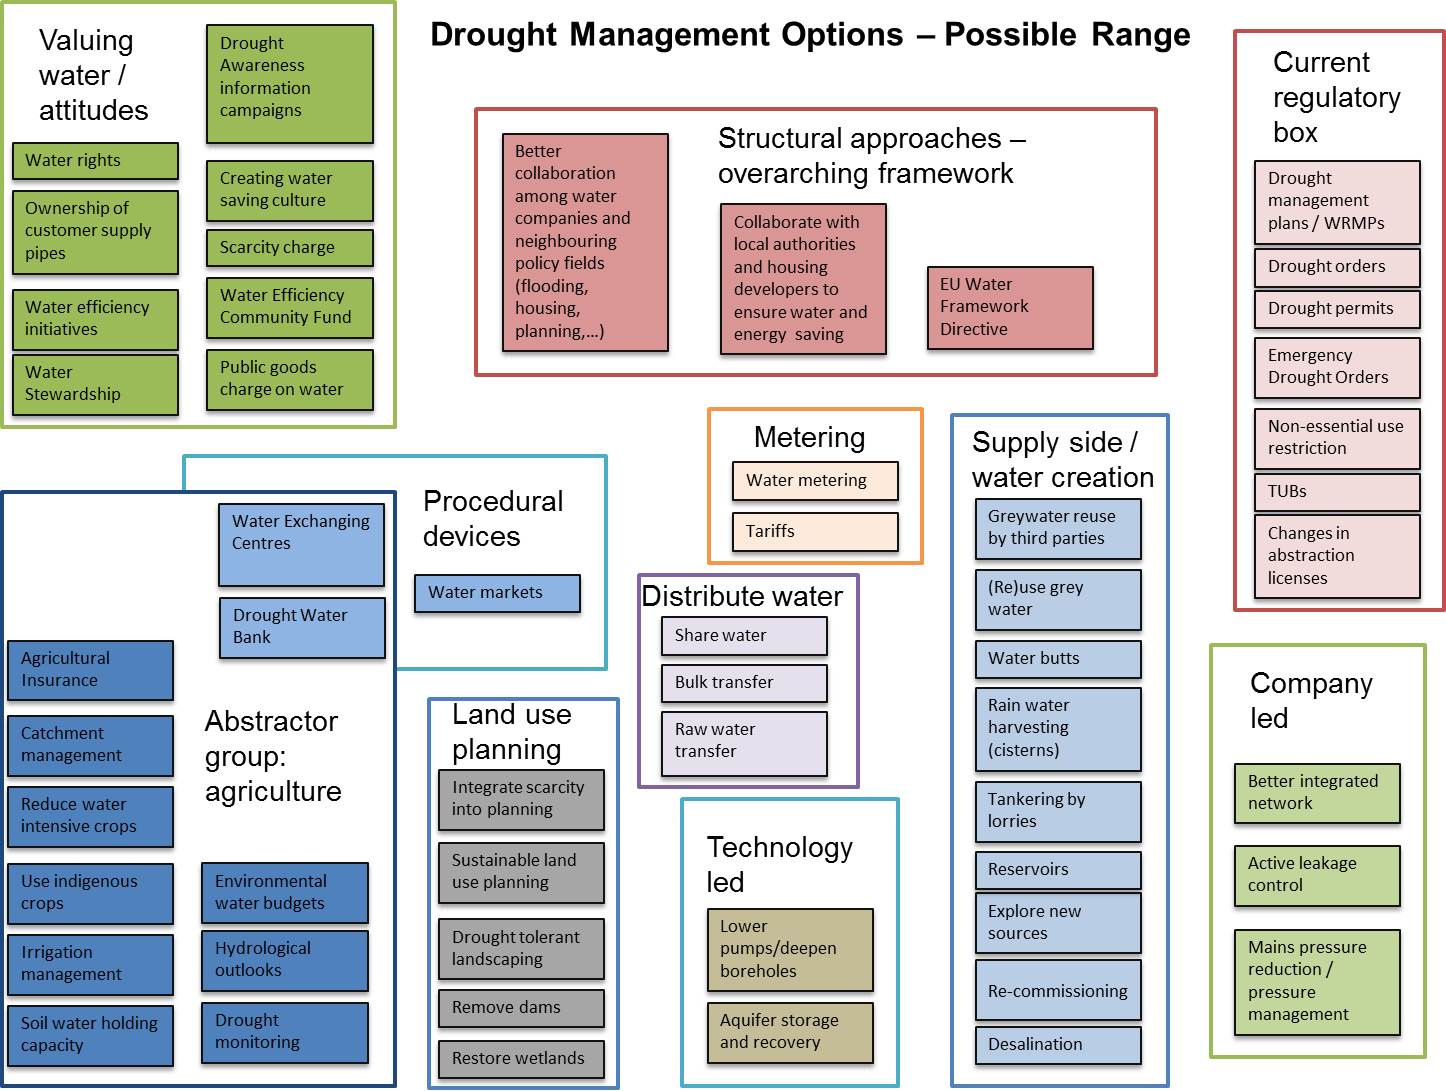 Drought Management Options – Possible Range
Valuing
water /
attitudes
Water rights
Ownership of
customer supply
pipes
Water efficiency
initiatives
Water
Stewardship
Drought
Awareness
information
campaigns
Creating water
saving culture
Scarcity charge
Water Efficiency
Community Fund
Public goods
charge on water
Structural approaches –
overarching framework
Better
collaboration
among water
companies and
neighbouring
policy fields
(flooding,
housing,
planning,...)
Collaborate with
local authorities
and housing
developers to
ensure water and
energy  saving
EU Water
Framework
Directive
Current
regulatory
box
Drought
management
plans / WRMPs
Drought orders
Drought permits
Emergency
Drought Orders
Non-essential use
restriction
TUBs
Changes in
abstraction
licenses
Procedural
devices
Water markets
Water Exchanging
Centres
Drought Water
Bank
Abstractor
group:
agriculture
Agricultural
Insurance
Catchment
management
Reduce water
intensive crops
Use indigenous
crops
Irrigation
management
Soil water holding
capacity
Environmental
water budgets
Hydrological
outlooks
Drought
monitoring
Land use
planning
Integrate scarcity
into planning
Sustainable land
use planning
Drought tolerant
landscaping
Remove dams
Restore wetlands
Metering
Water metering
Tariffs
Distribute water
Share water
Bulk transfer
Raw water
transfer
Technology
led
Lower
pumps/deepen
boreholes
Aquifer storage
and recovery
Supply side /
water creation
Greywater reuse
by third parties
(Re)use grey
water
Water butts
Rain water
harvesting
(cisterns)
Tankering by
lorries
Reservoirs
Explore new
sources
Re-commissioning
Desalination
Company
led
Better integrated
network
Active leakage
control
Mains pressure
reduction /
pressure
management